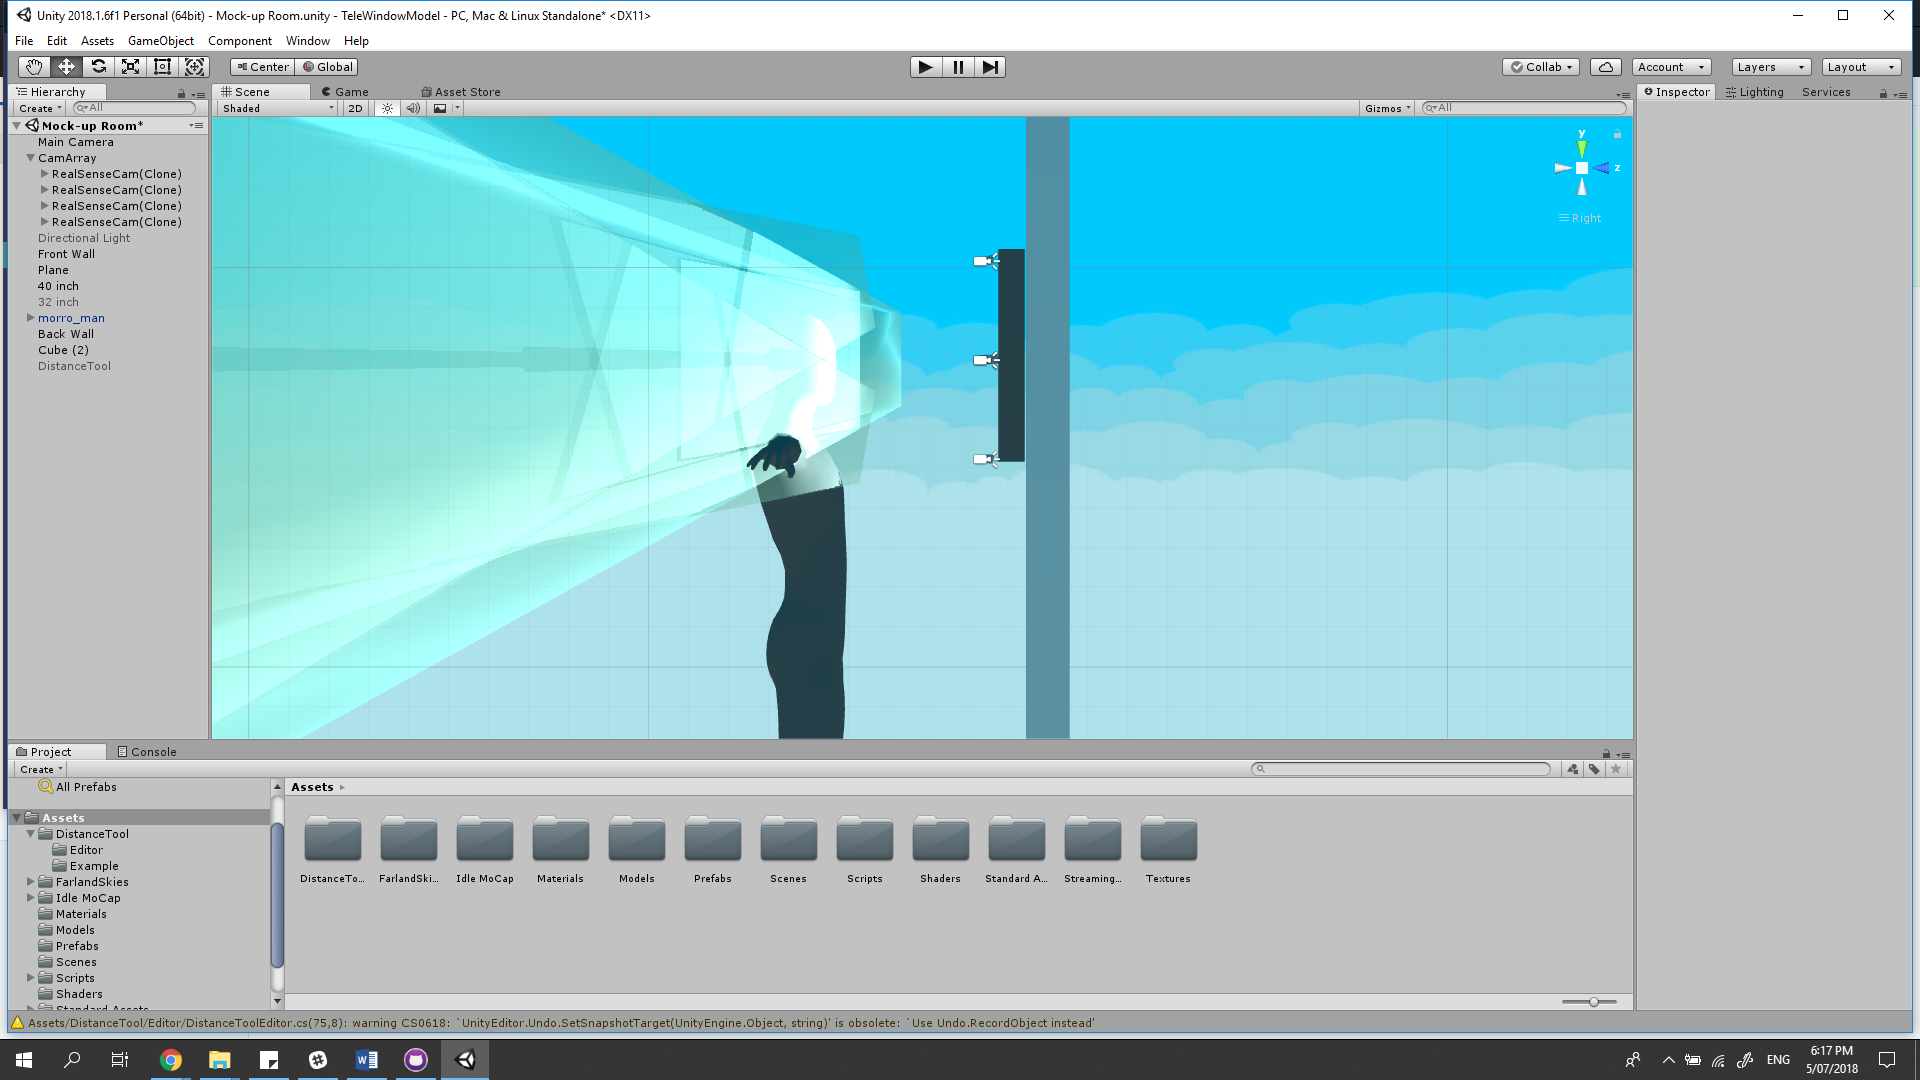 Unity 2018.1.6f1 Personal (64bit) - Mock-up Room.unity - TeleWindowModel - PC, Mac & Linux Standalone* <DX11>
File Edit Assets GameObject Component Window Help
Center Global Collab Account Layers Layout
Hierarchy Scene Game Asset Store Inspector Lighting Services
Create All Shaded 2D Gizmos All
Mock-up Room*
Main Camera
CamArray
RealSenseCam(Clone)
RealSenseCam(Clone)
RealSenseCam(Clone)
RealSenseCam(Clone)
Directional Light
Front Wall
Plane
40 inch
32 inch
morro_man
Back Wall
Cube (2)
DistanceTool
y
z
Right
Project Console
Create
All Prefabs
Assets
DistanceTool
Editor
Example
FarlandSkies
Idle MoCap
Materials
Models
Prefabs
Scenes
Scripts
Shaders
Standard Assets
Assets
DistanceTo... FarlandSki... Idle MoCap Materials Models Prefabs Scenes Scripts Shaders Standard A... Streaming... Textures
Assets/DistanceTool/Editor/DistanceToolEditor.cs(75,8): warning CS0618: `UnityEditor.Undo.SetSnapshotTarget(UnityEngine.Object, string)' is obsolete: `Use Undo.RecordObject instead'
ENG
6:17 PM
5/07/2018